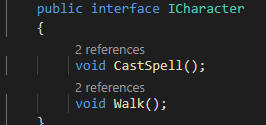 public interface ICharacter
{
2 references
void CastSpell();
2 references
void Walk();
}